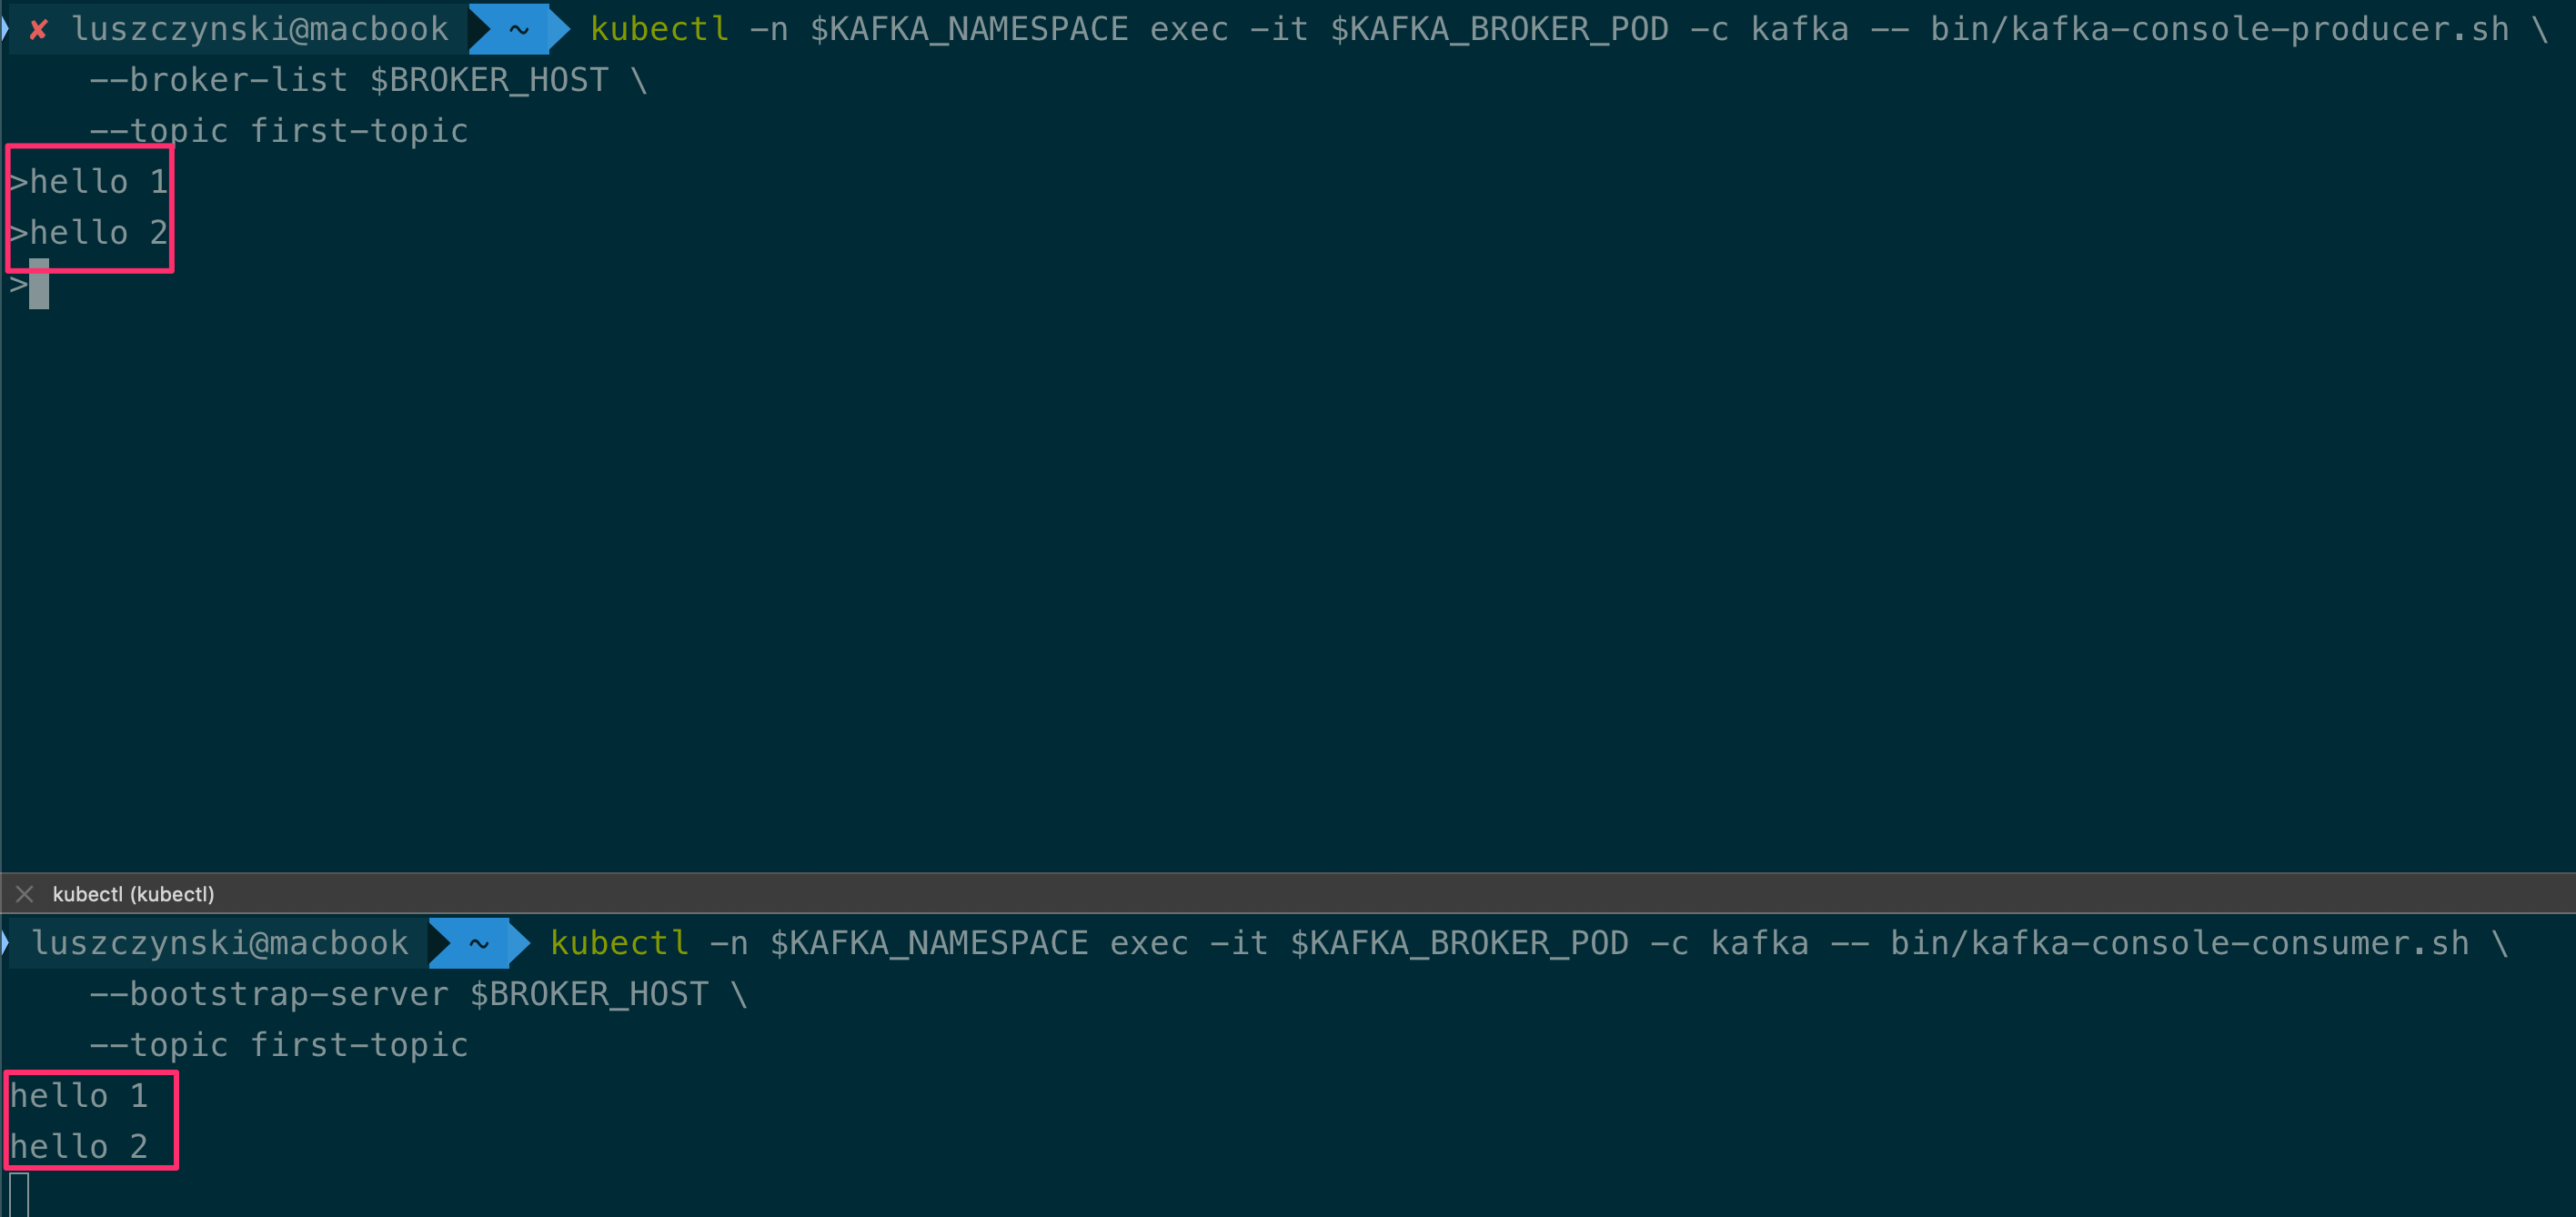 ✘ luszczynski@macbook ~ kubectl -n $KAFKA_NAMESPACE exec -it $KAFKA_BROKER_POD -c kafka -- bin/kafka-console-producer.sh \
--broker-list $BROKER_HOST \
--topic first-topic
>hello 1
>hello 2
>
kubectl (kubectl)
luszczynski@macbook ~ kubectl -n $KAFKA_NAMESPACE exec -it $KAFKA_BROKER_POD -c kafka -- bin/kafka-console-consumer.sh \
--bootstrap-server $BROKER_HOST \
--topic first-topic
hello 1
hello 2